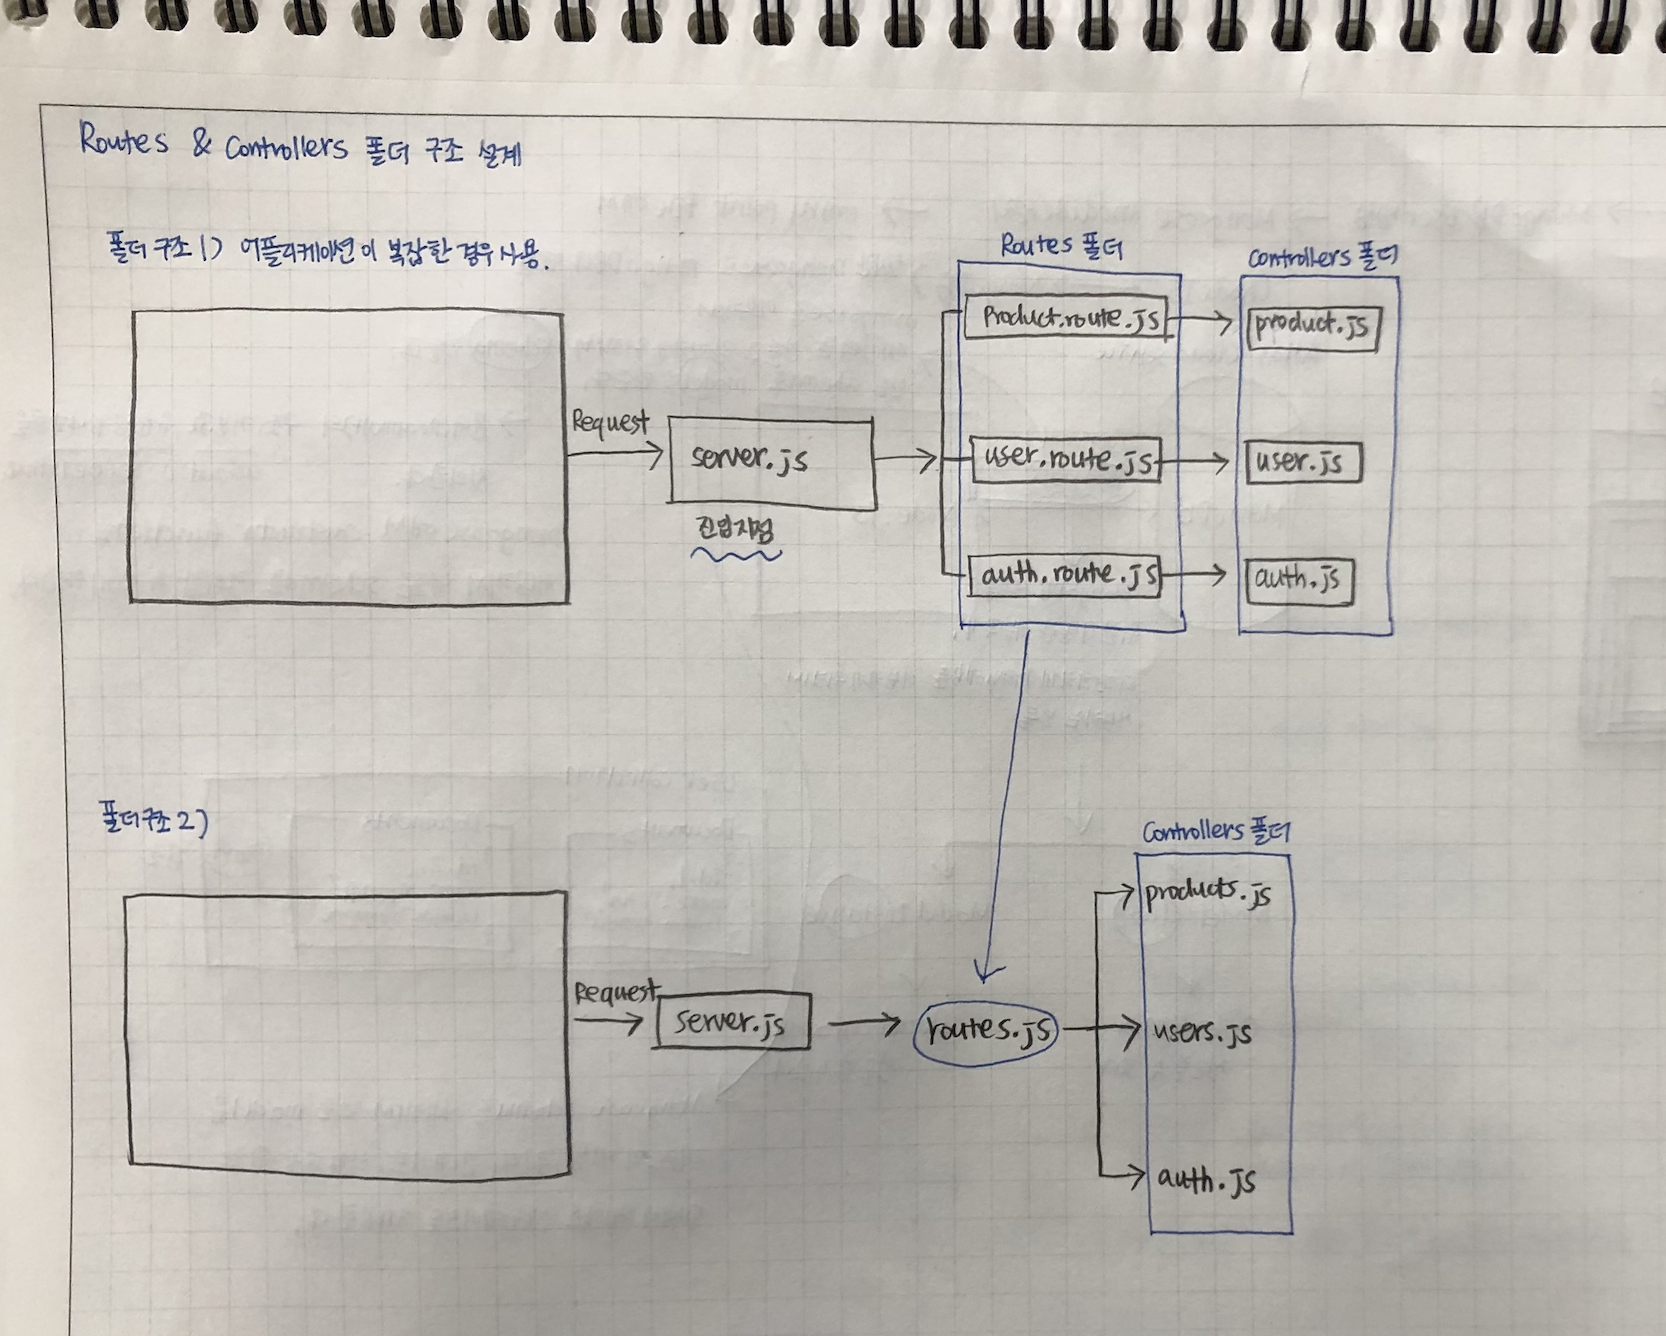 Routes & Controllers 폴더 구조 설계
폴더 구조 1) 어플리케이션이 복잡한 경우 사용.
Routes 폴더
Controllers 폴더
Product.route.js
product.js
Request
server.js
user.route.js
user.js
진입지점
auth.route.js
auth.js
폴더구조 2)
Controllers 폴더
products.js
Request
server.js
routes.js
users.js
auth.js